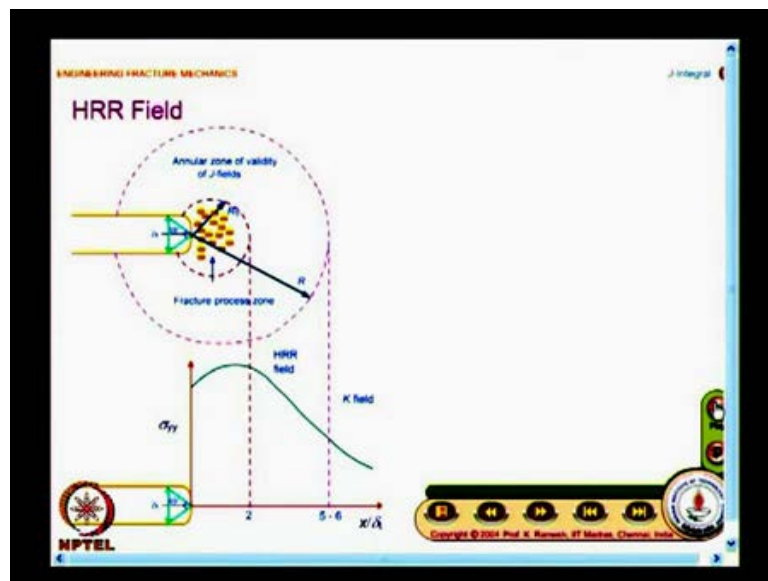 ENGINEERING FRACTURE MECHANICS
J-Integral
HRR Field
Annular zone of validity
of J-fields
R
Fracture process zone
HRR
field
K field
σyy
2
5 - 6
x/δt
NPTEL
Copyright © 2004 Prof. K. Ramesh, IIT Madras, Chennai, India